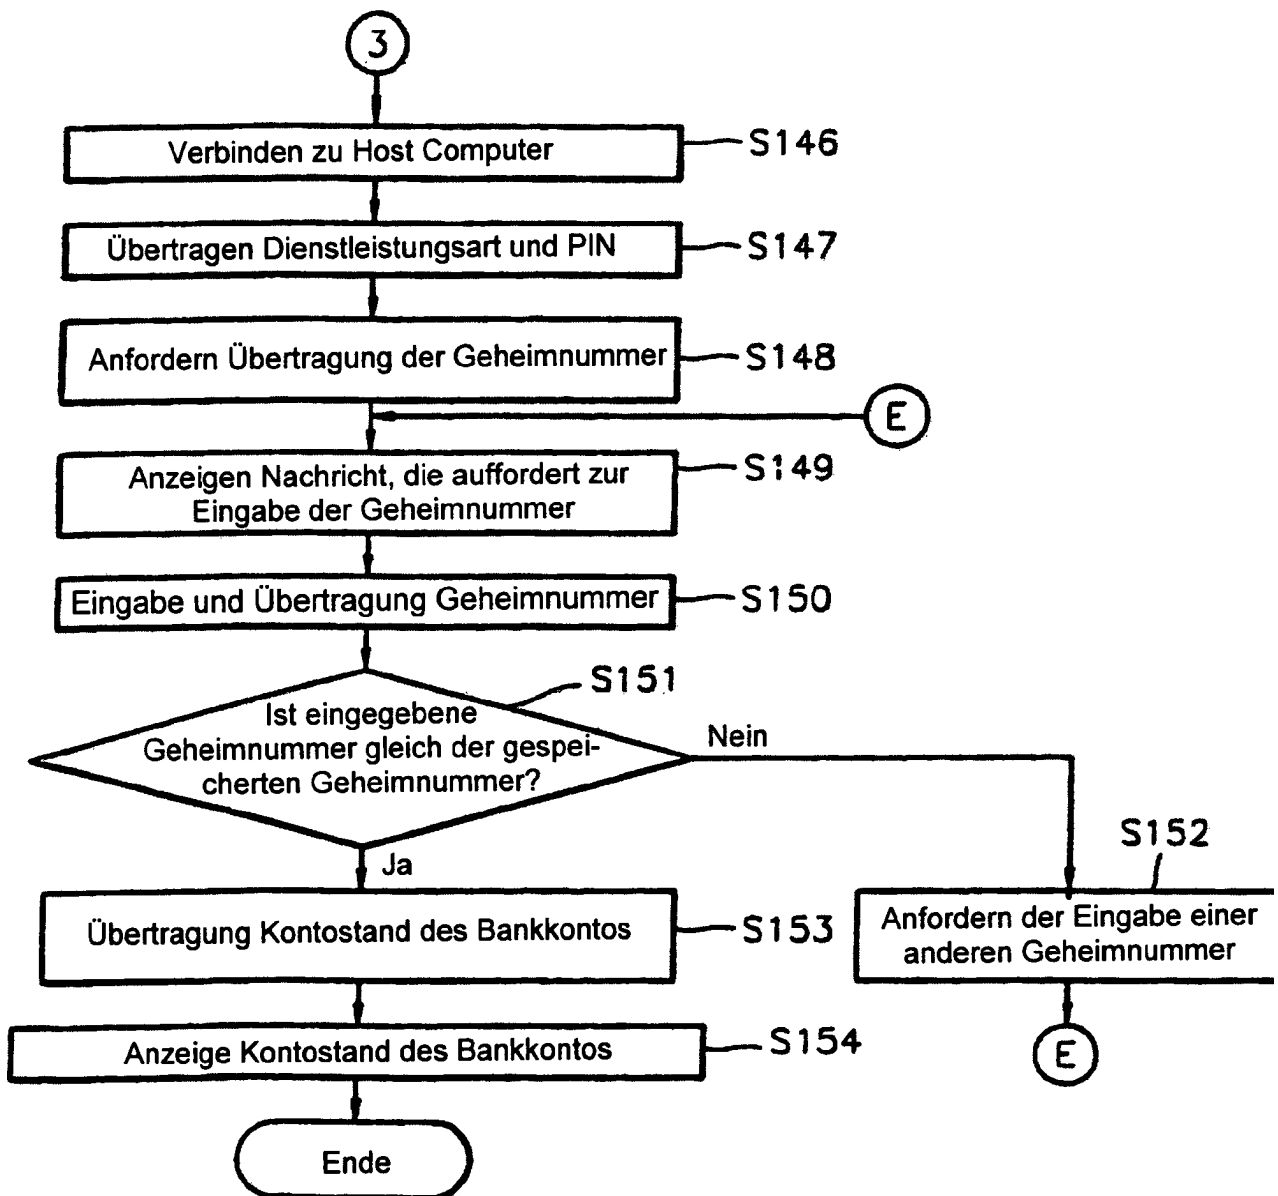 3
Verbinden zu Host Computer
S146
Übertragen Dienstleistungsart und PIN
S147
Anfordern Übertragung der Geheimnummer
S148
E
Anzeigen Nachricht, die auffordert zur
Eingabe der Geheimnummer
S149
Eingabe und Übertragung Geheimnummer
S150
S151
Ist eingegebene
Geheimnummer gleich der gespei-
cherten Geheimnummer?
Nein
Ja
S152
Anfordern der Eingabe einer
anderen Geheimnummer
Übertragung Kontostand des Bankkontos
S153
Anzeige Kontostand des Bankkontos
S154
E
Ende